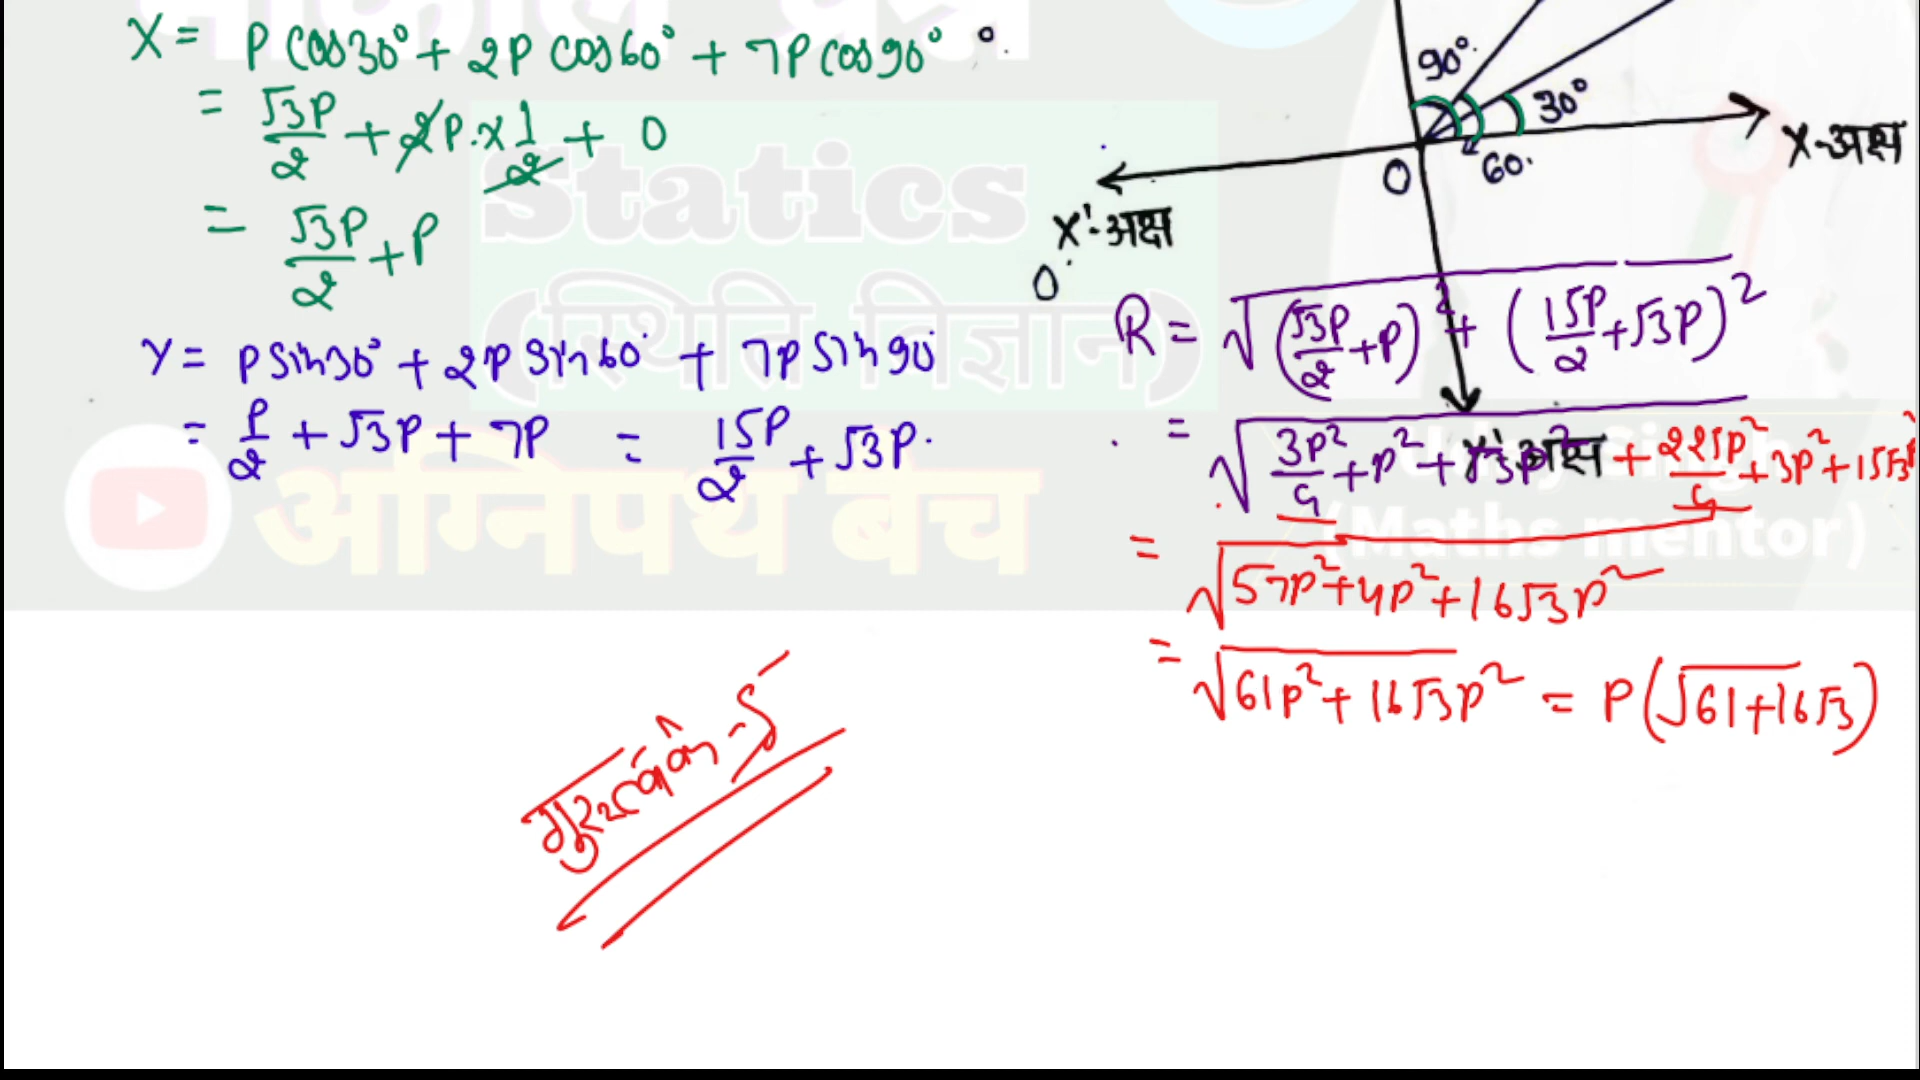 X = P cos30° + 2P cos60° + 7P cos90°
= √3P/2 + 2P.x 1/2 + 0
= √3P/2 + P
Y = P sin30° + 2P sin60° + 7P sin90°
= P/2 + √3P + 7P = 15P/2 + √3P.
90°
30°
60°
O
X-अक्ष
X'-अक्ष
R = √(√3P/2 + P)² + (15P/2 + √3P)²
= √3P²/4 + P² + √3P² + 225P²/4 + 3P² + 15√3P²
= √57P² + 4P² + 16√3P²
= √61P² + 16√3P² = P(√61 + 16√3)
Statics
(स्थिति विज्ञान)
अग्निपथ बैच
Singh
(Maths mentor)